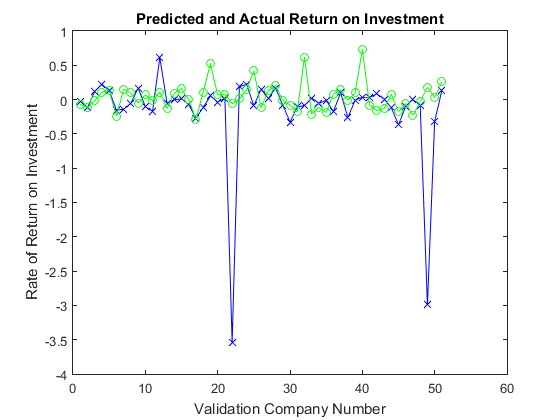 Predicted and Actual Return on Investment
1
0.5
0
-0.5
-1
-1.5
-2
-2.5
-3
-3.5
-4
Rate of Return on Investment
0 10 20 30 40 50 60
Validation Company Number